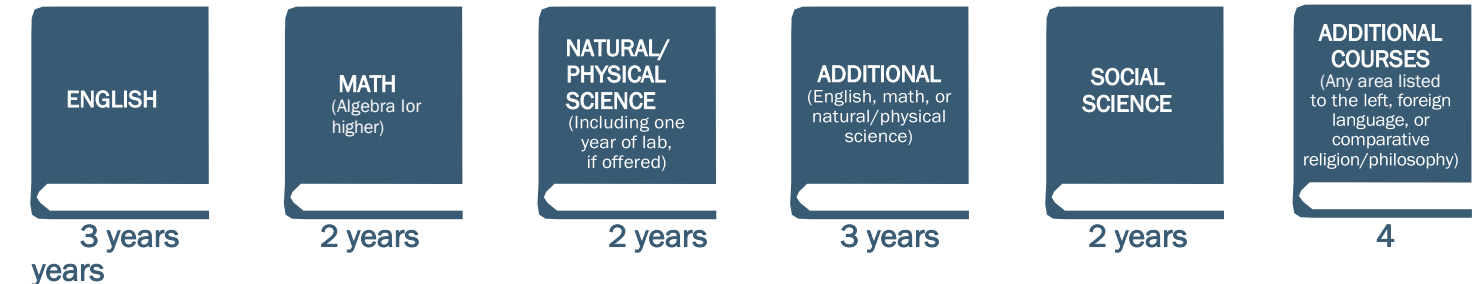 ENGLISH
3 years
MATH
(Algebra Ior
higher)
2 years
NATURAL/
PHYSICAL
SCIENCE
(Including one
year of lab,
if offered)
2 years
ADDITIONAL
(English, math, or
natural/physical
science)
3 years
SOCIAL
SCIENCE
2 years
ADDITIONAL
COURSES
(Any area listed
to the left, foreign
language, or
comparative
religion/philosophy)
4
years